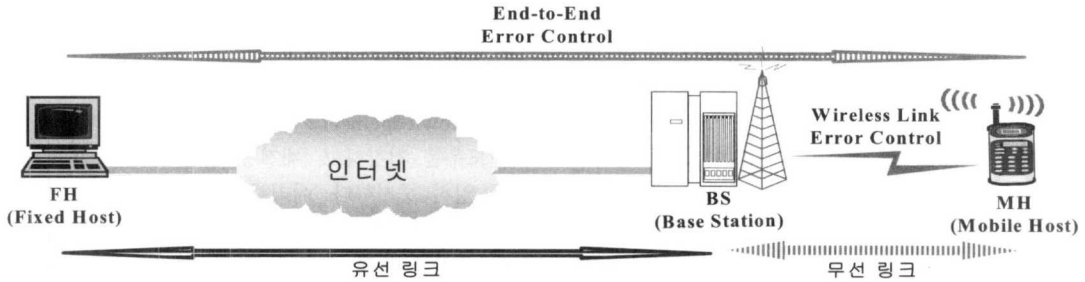 End-to-End
Error Control
Wireless Link
Error Control
인터넷
FH
(Fixed Host)
BS
(Base Station)
MH
(Mobile Host)
유선 링크
무선 링크